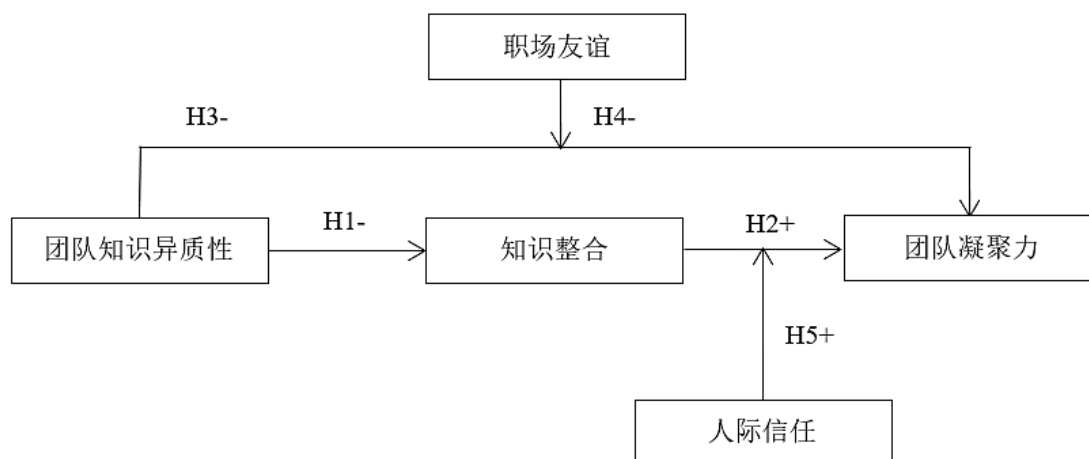 职场友谊
H3-
H4-
团队知识异质性
H1-
知识整合
H2+
团队凝聚力
H5+
人际信任